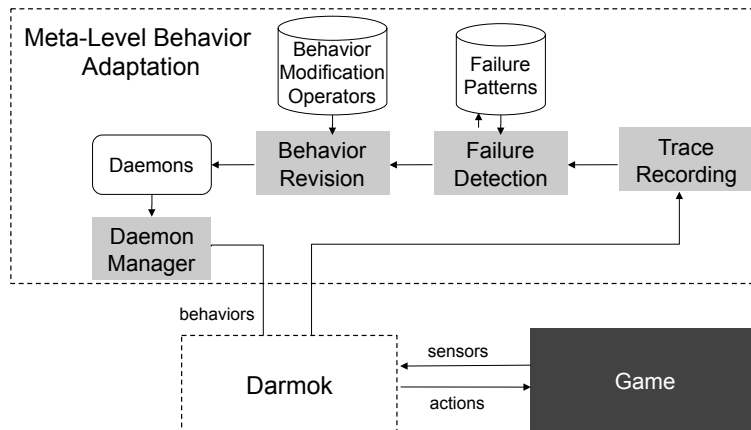 Meta-Level Behavior
Adaptation
Behavior
Modification
Operators
Failure
Patterns
Daemons
Behavior
Revision
Failure
Detection
Trace
Recording
Daemon
Manager
behaviors
Darmok
sensors
actions
Game